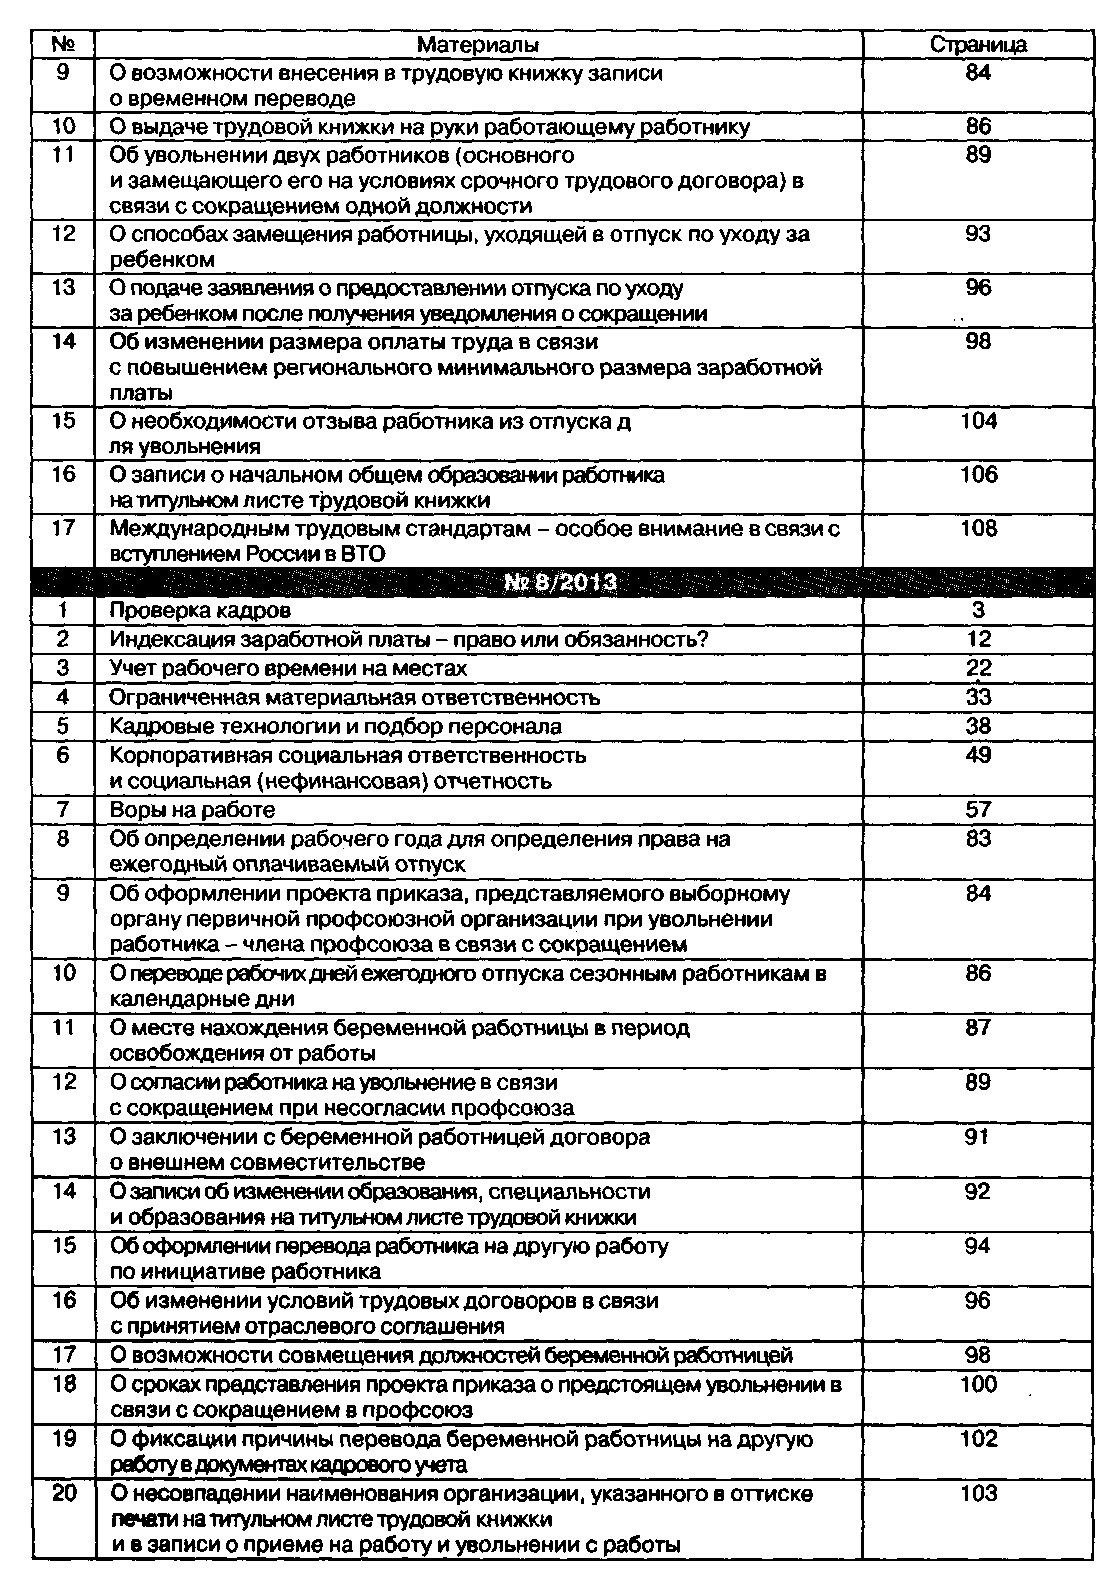 № Материалы Страница
9 О возможности внесения в трудовую книжку записи 84
о временном переводе
10 О выдаче трудовой книжки на руки работающему работнику 86
11 Об увольнении двух работников (основного 89
и замещающего его на условиях срочного трудового договора) в
связи с сокращением одной должности
12 О способах замещения работницы, уходящей в отпуск по уходу за 93
ребенком
13 О подаче заявления о предоставлении отпуска по уходу 96
за ребенком после получения уведомления о сокращении
14 Об изменении размера оплаты труда в связи 98
с повышением регионального минимального размера заработной
платы
15 О необходимости отзыва работника из отпуска д 104
ля увольнения
16 О записи о начальном общем образовании работника 106
на титульном листе трудовой книжки
17 Международным трудовым стандартам – особое внимание в связи с 108
вступлением России в ВТО
№ 8/2013
1 Проверка кадров 3
2 Индексация заработной платы – право или обязанность? 12
3 Учет рабочего времени на местах 22
4 Ограниченная материальная ответственность 33
5 Кадровые технологии и подбор персонала 38
6 Корпоративная социальная ответственность 49
и социальная (нефинансовая) отчетность
7 Воры на работе 57
8 Об определении рабочего года для определения права на 83
ежегодный оплачиваемый отпуск
9 Об оформлении проекта приказа, представляемого выборному 84
органу первичной профсоюзной организации при увольнении
работника – члена профсоюза в связи с сокращением
10 О переводе рабочих дней ежегодного отпуска сезонным работникам в 86
календарные дни
11 О месте нахождения беременной работницы в период 87
освобождения от работы
12 О согласии работника на увольнение в связи 89
с сокращением при несогласии профсоюза
13 О заключении с беременной работницей договора 91
о внешнем совместительстве
14 О записи об изменении образования, специальности 92
и образования на титульном листе трудовой книжки
15 Об оформлении перевода работника на другую работу 94
по инициативе работника
16 Об изменении условий трудовых договоров в связи 96
с принятием отраслевого соглашения
17 О возможности совмещения должностей беременной работницей 98
18 О сроках представления проекта приказа о предстоящем увольнении в 100
связи с сокращением в профсоюз
19 О фиксации причины перевода беременной работницы на другую 102
работу в документах кадрового учета
20 О несовпадении наименования организации, указанного в оттиске 103
печати на титульном листе трудовой книжки
и в записи о приеме на работу и увольнении с работы